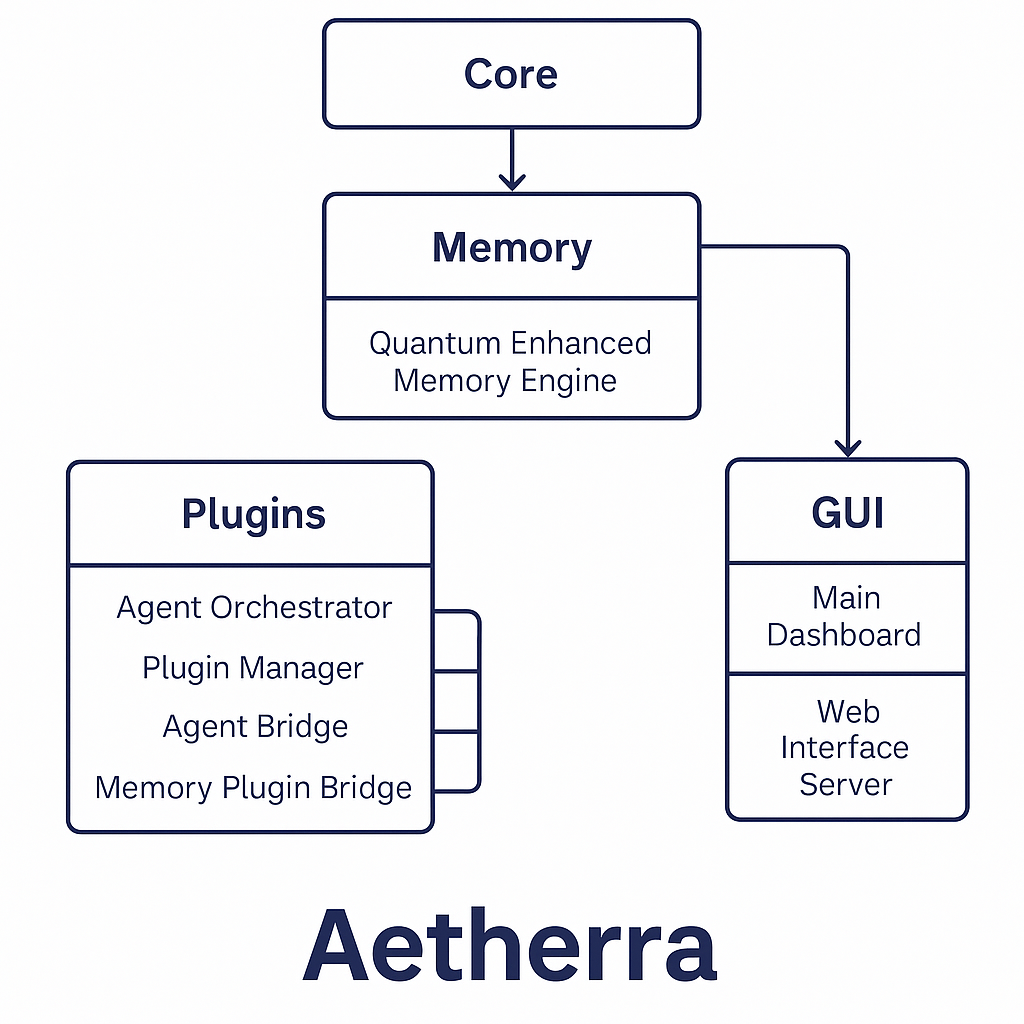 Core
Memory
Quantum Enhanced
Memory Engine
Plugins
Agent Orchestrator
Plugin Manager
Agent Bridge
Memory Plugin Bridge
GUI
Main
Dashboard
Web
Interface
Server
Aetherra